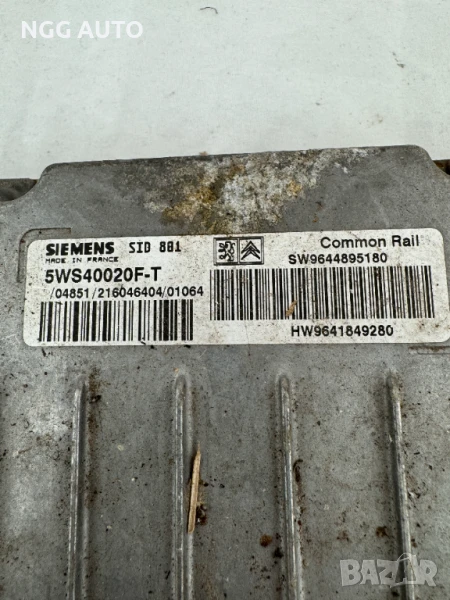 NGG AUTO
SIEMENS SID 801
MADE IN FRANCE
5WS40020F-T
/04851/216046404/01064
Common Rail
SW9644895180
HW9641849280
BAZAR